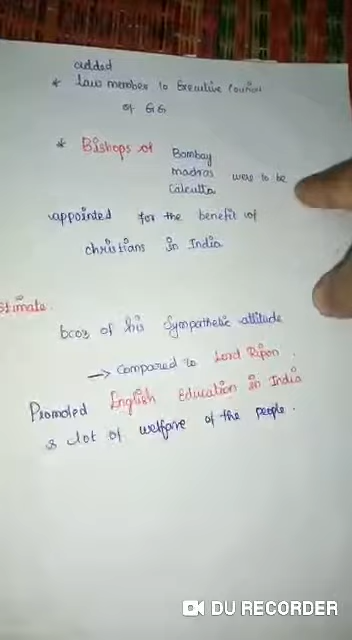 added
* Law member to Executive Council
of GG
* Bishops of Bombay
madras were to be
Calcutta
appointed for the benefit of
christians in India
stimate.
bcoz of his Sympathetic attitude
→ compared to Lord Ripon.
Promoted English Education in India
& lot of welfare of the people.
DU RECORDER